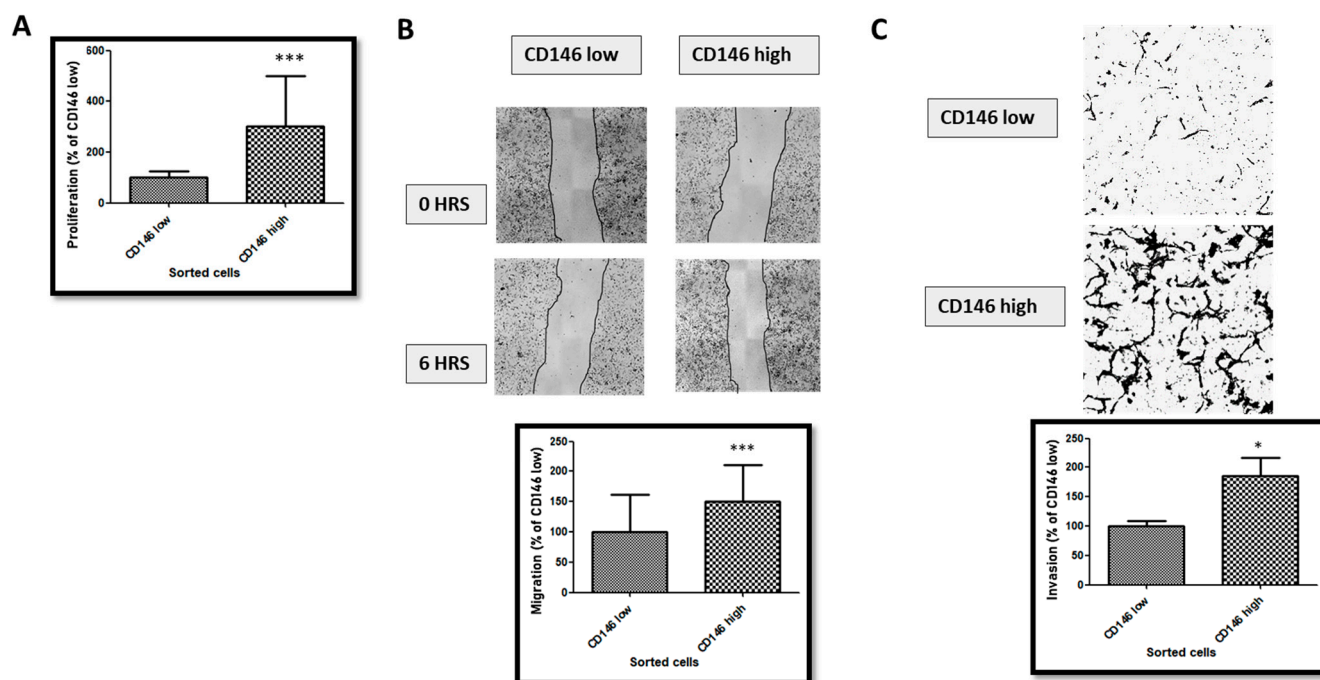 A
600
400
200
0
Proliferation (% of CD146 low)
***
CD146 low
CD146 high
Sorted cells
B
CD146 low
CD146 high
0 HRS
6 HRS
250
200
150
100
50
0
Migration (% of CD146 low)
***
CD146 low
CD146 high
Sorted cells
C
CD146 low
CD146 high
250
200
150
100
50
0
Invasion (% of CD146 low)
*
CD146 low
CD146 high
Sorted cells